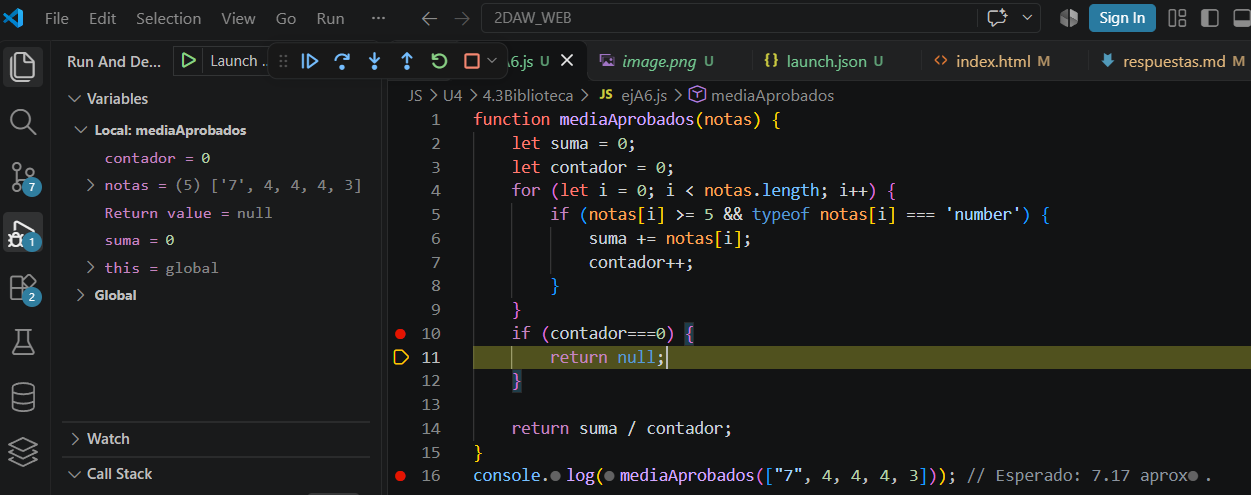 File Edit Selection View Go Run ··· 2DAW_WEB Sign In
Run And De... Launch ... A6.js U image.png U {} launch.json U <> index.html M respuestas.md M
JS > U4 > 4.3Biblioteca > JS ejA6.js > mediaAprobados
Variables
Local: mediaAprobados
contador = 0
notas = (5) ['7', 4, 4, 4, 3]
Return value = null
suma = 0
this = global
Global
Watch
Call Stack
7
1
2
1 function mediaAprobados(notas) {
2 let suma = 0;
3 let contador = 0;
4 for (let i = 0; i < notas.length; i++) {
5 if (notas[i] >= 5 && typeof notas[i] === 'number') {
6 suma += notas[i];
7 contador++;
8 }
9 }
10 if (contador===0) {
11 return null;
12 }
13
14 return suma / contador;
15 }
16 console.log(mediaAprobados(["7", 4, 4, 4, 3])); // Esperado: 7.17 aprox.